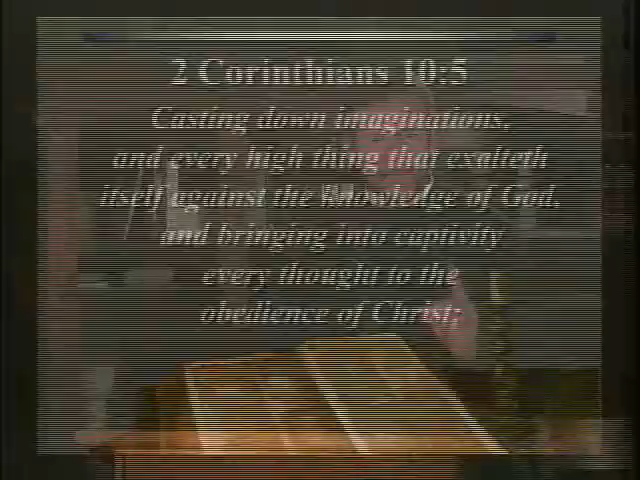 2 Corinthians 10:5
Casting down imaginations,
and every high thing that exalteth
itself against the knowledge of God,
and bringing into captivity
every thought to the
obedience of Christ;